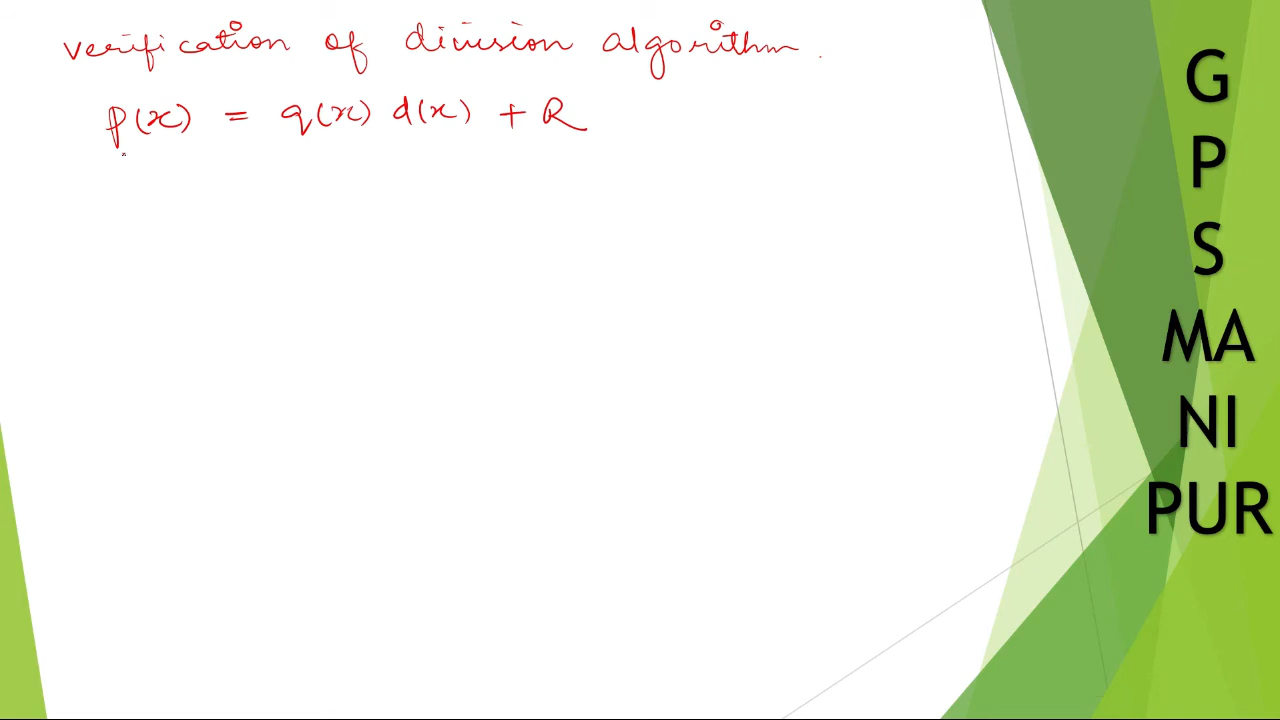 verification of division algorithm.
p(x) = q(x) d(x) + R
G
P
S
MA
NI
PUR